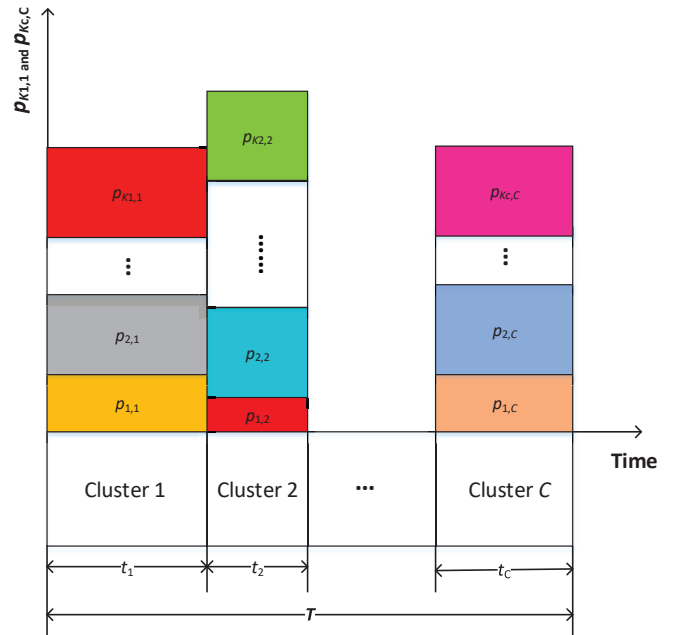 p_{K1,1} and p_{Kc,C}
p_{K1,1}
⋮
p_{2,1}
p_{1,1}
p_{K2,2}
⋮
p_{2,2}
p_{1,2}
p_{Kc,C}
⋮
p_{2,C}
p_{1,C}
Time
Cluster 1 Cluster 2 ... Cluster C
t_1 t_2 t_C
T